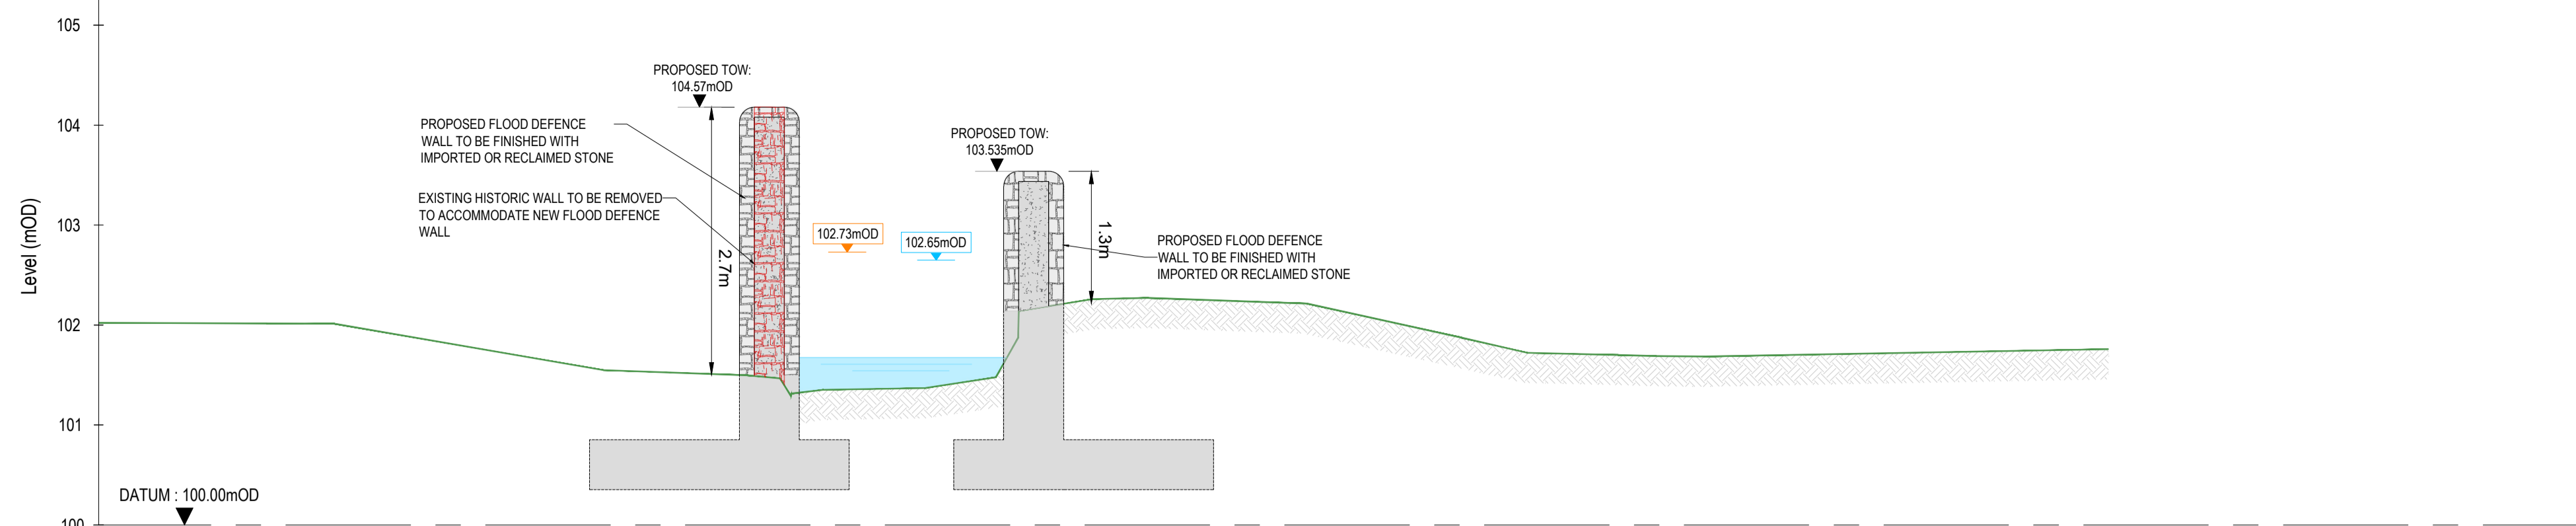 105
PROPOSED TOW:
104.57mOD
104
PROPOSED FLOOD DEFENCE
WALL TO BE FINISHED WITH
IMPORTED OR RECLAIMED STONE
PROPOSED TOW:
103.535mOD
EXISTING HISTORIC WALL TO BE REMOVED
TO ACCOMMODATE NEW FLOOD DEFENCE
WALL
103
Level (mOD)
2.7m
102.73mOD
102.65mOD
1.3m
PROPOSED FLOOD DEFENCE
WALL TO BE FINISHED WITH
IMPORTED OR RECLAIMED STONE
102
101
DATUM : 100.00mOD
100